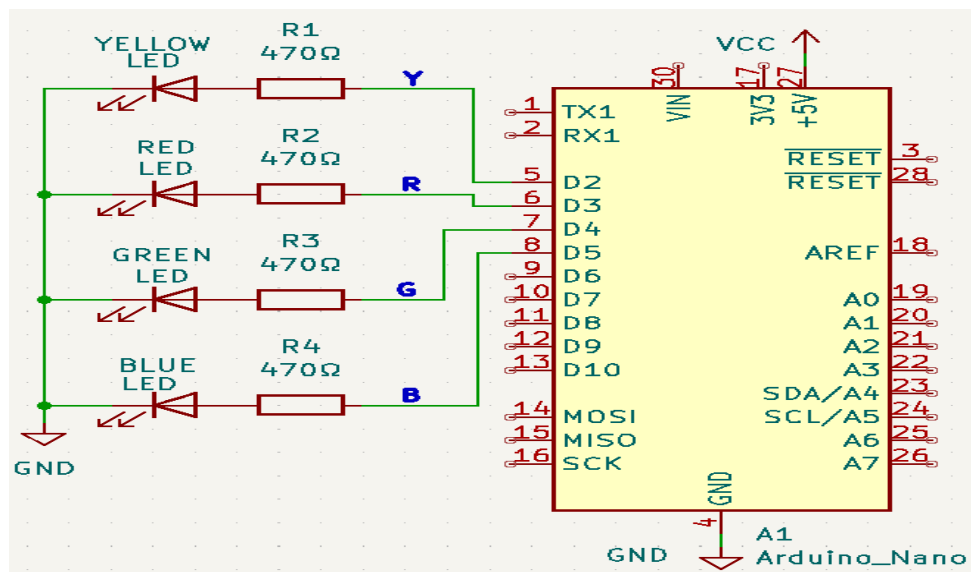 R1
470Ω
YELLOW
LED
Y
R2
470Ω
RED
LED
R
R3
470Ω
GREEN
LED
G
R4
470Ω
BLUE
LED
B
GND
VCC
30
VIN
17
3V3
27
+5V
1 TX1
2 RX1
5 D2
6 D3
7 D4
8 D5
9 D6
10 D7
11 D8
12 D9
13 D10
14 MOSI
15 MISO
16 SCK
RESET 3
RESET 28
AREF 18
A0 19
A1 20
A2 21
A3 22
SDA/A4 23
SCL/A5 24
A6 25
A7 26
GND
4
GND
A1
Arduino_Nano